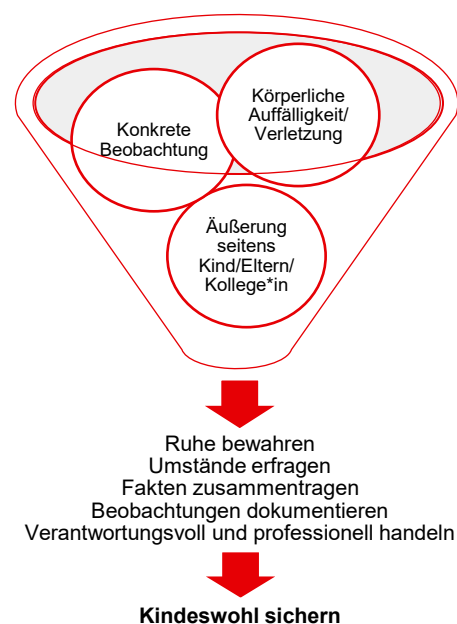 Konkrete
Beobachtung
Körperliche
Auffälligkeit/
Verletzung
Äußerung
seitens
Kind/Eltern/
Kollege*in
Ruhe bewahren
Umstände erfragen
Fakten zusammentragen
Beobachtungen dokumentieren
Verantwortungsvoll und professionell handeln
Kindeswohl sichern